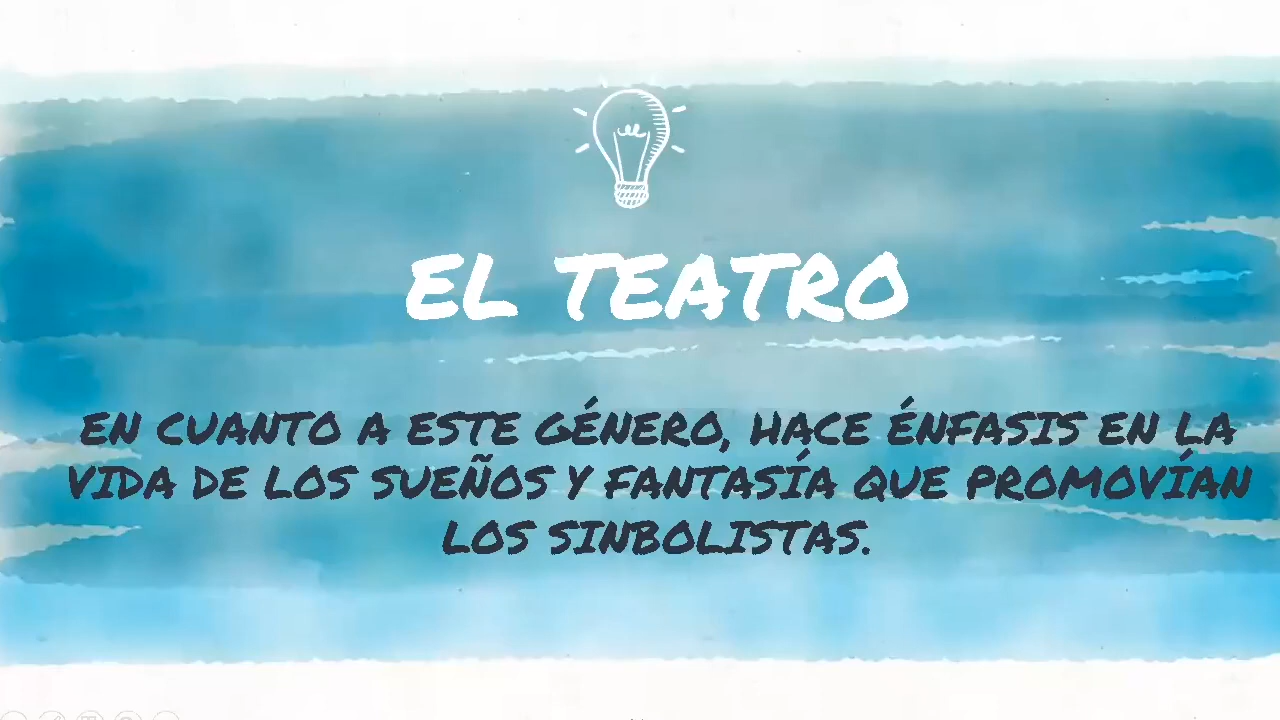 EL TEATRO
EN CUANTO A ESTE GÉNERO, HACE ÉNFASIS EN LA
VIDA DE LOS SUEÑOS Y FANTASÍA QUE PROMOVÍAN
LOS SINBOLISTAS.